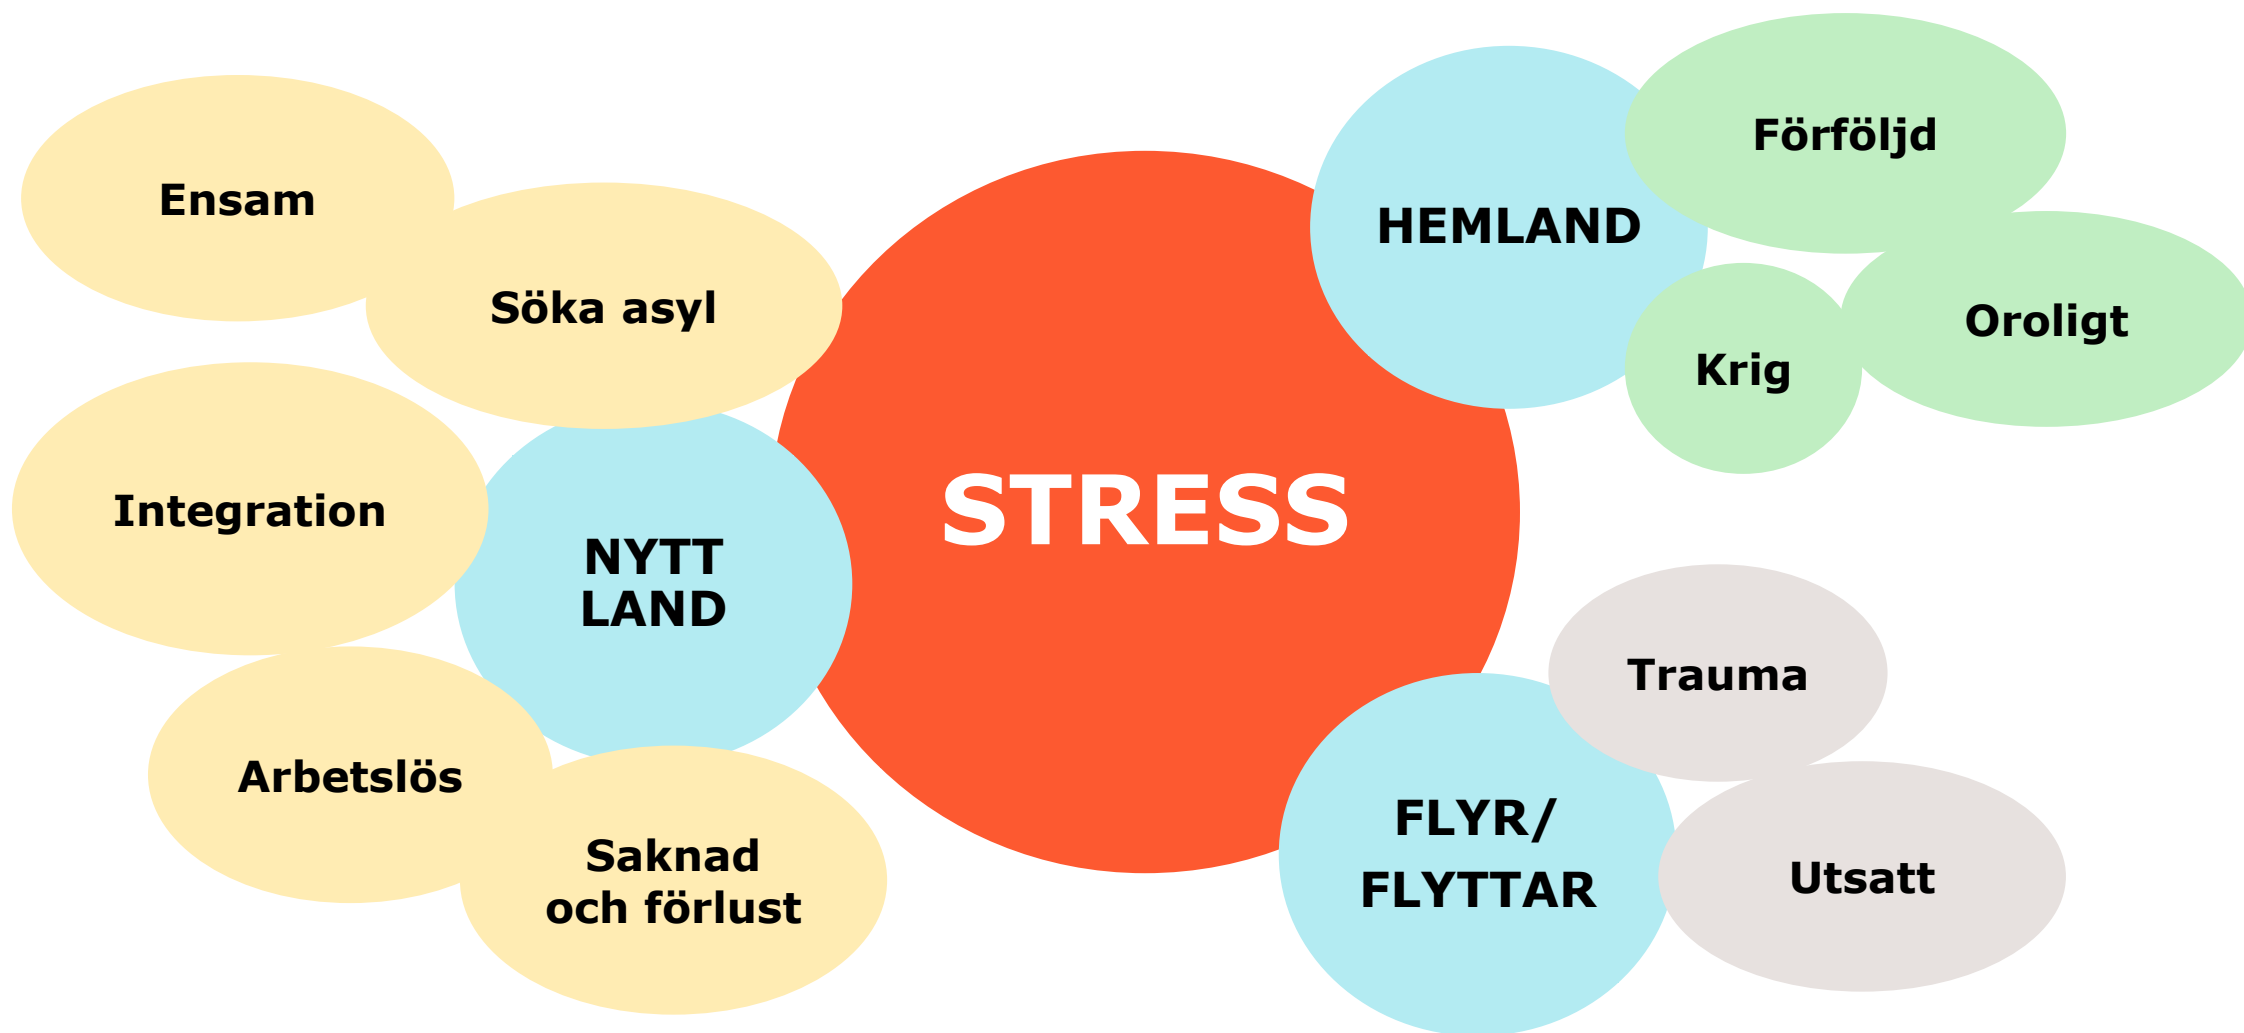 STRESS
HEMLAND
Förföljd
Oroligt
Krig
Ensam
Söka asyl
Integration
NYTT
LAND
Arbetslös
Saknad
och förlust
FLYR/
FLYTTAR
Trauma
Utsatt